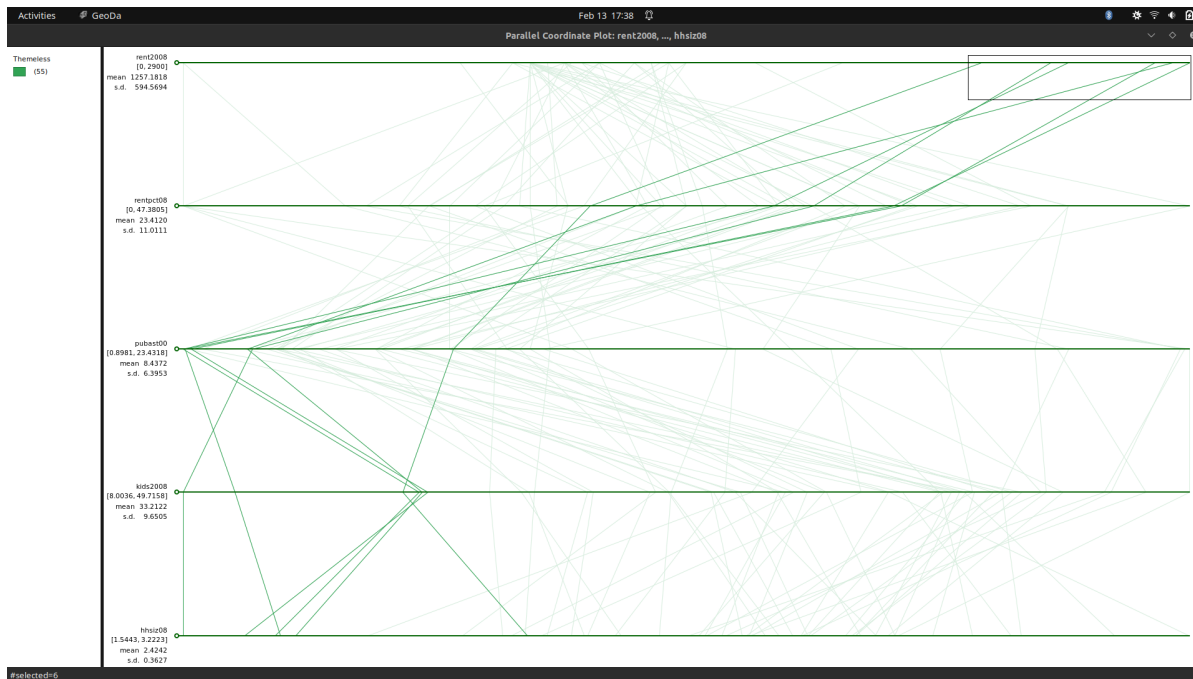 Activities GeoDa Feb 13 17:38
Parallel Coordinate Plot: rent2008, ..., hhsiz08
Themeless
(55)
rent2008
[0, 2900]
mean 1257.1818
s.d. 594.5694
rentpct08
[0, 47.3805]
mean 23.4120
s.d. 11.0111
pubast00
[0.8981, 23.4318]
mean 8.4372
s.d. 6.3953
kids2008
[8.0036, 49.7158]
mean 33.2122
s.d. 9.6505
hhsiz08
[1.5443, 3.2223]
mean 2.4242
s.d. 0.3627
#selected=6